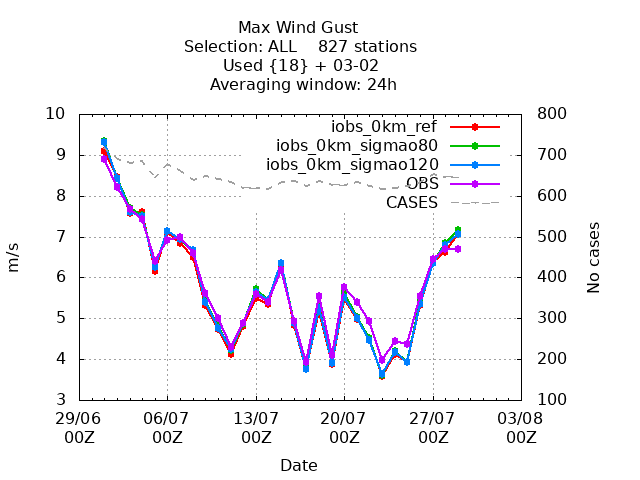 Max Wind Gust
Selection: ALL    827 stations
Used {18} + 03-02
Averaging window: 24h
10
9
8
7
6
5
4
3
m/s
800
700
600
500
400
300
200
100
No cases
iobs_0km_ref
iobs_0km_sigmao80
iobs_0km_sigmao120
OBS
CASES
29/06 06/07 13/07 20/07 27/07 03/08
00Z 00Z 00Z 00Z 00Z 00Z
Date